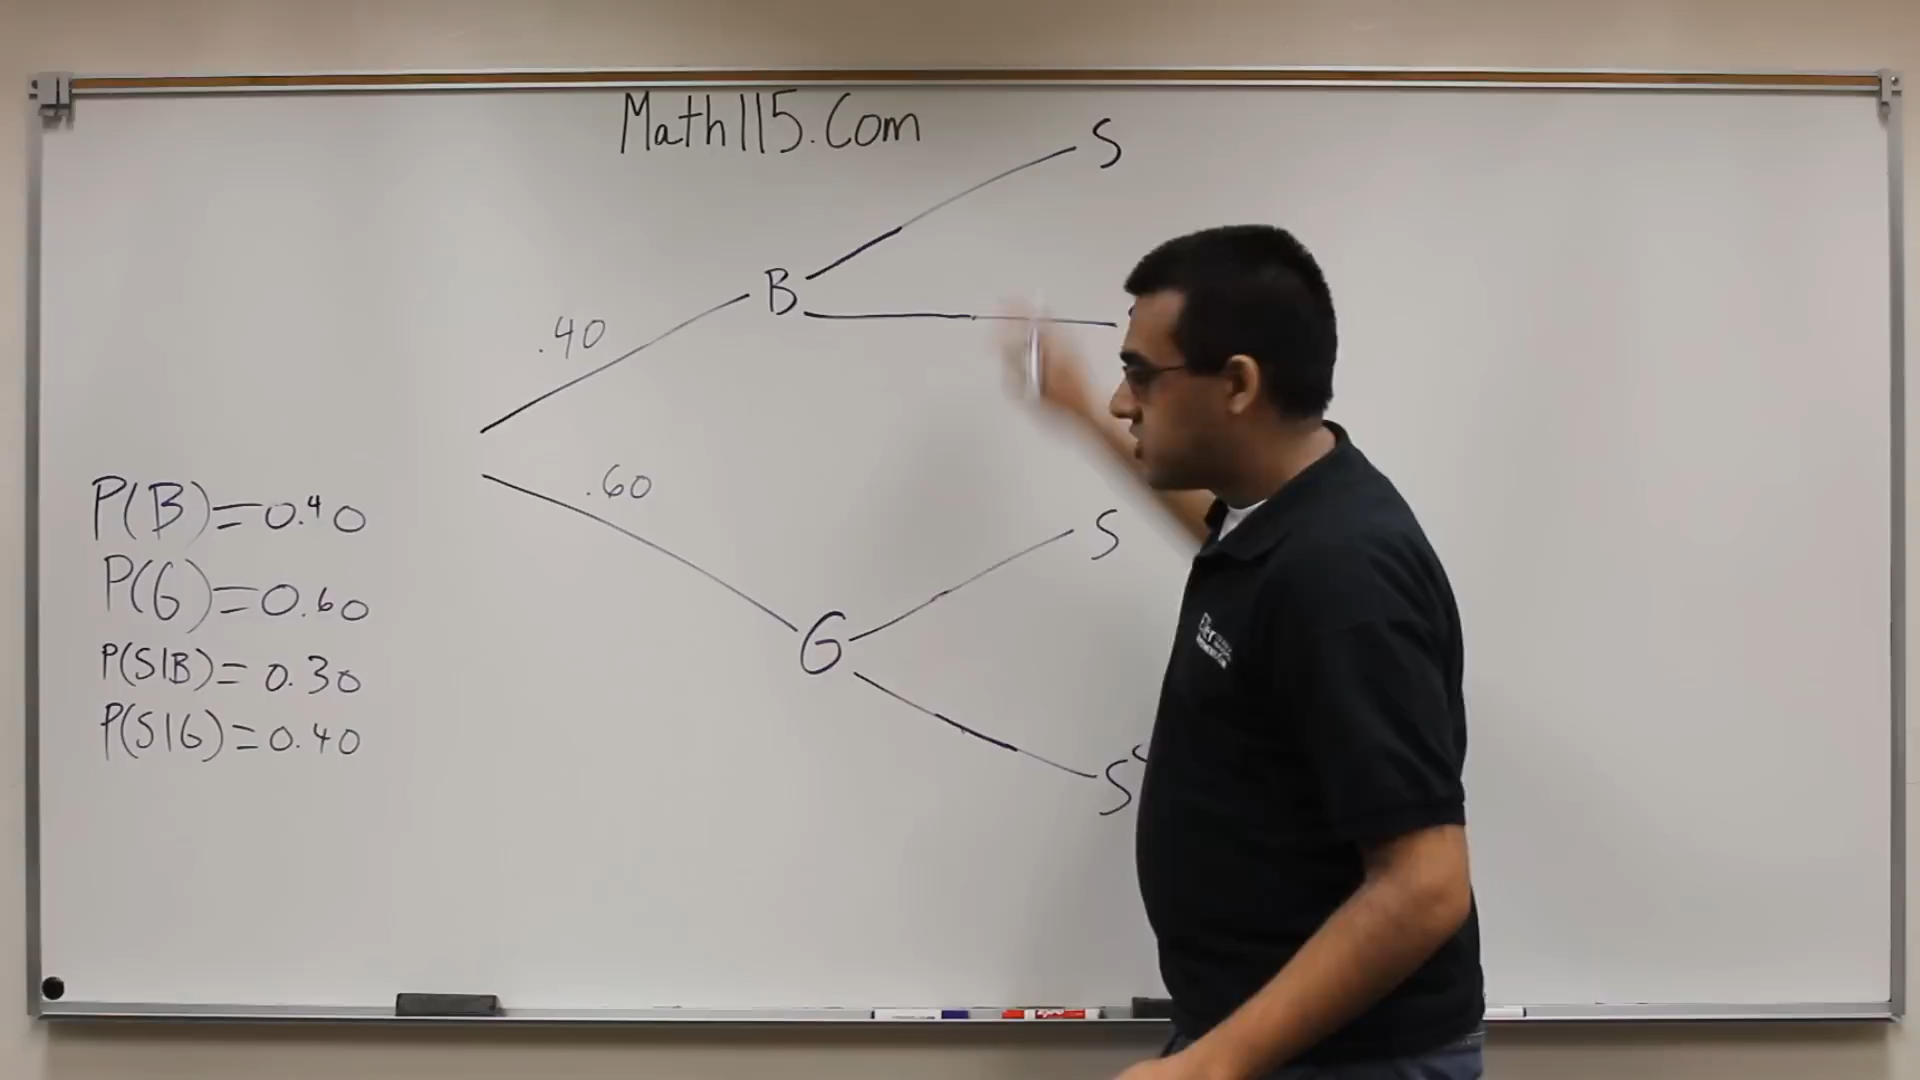 Math115.Com
S
B
.40
.60
P(B)=0.40
S
P(G)=0.60
G
P(S|B)=0.30
P(S|G)=0.40
S